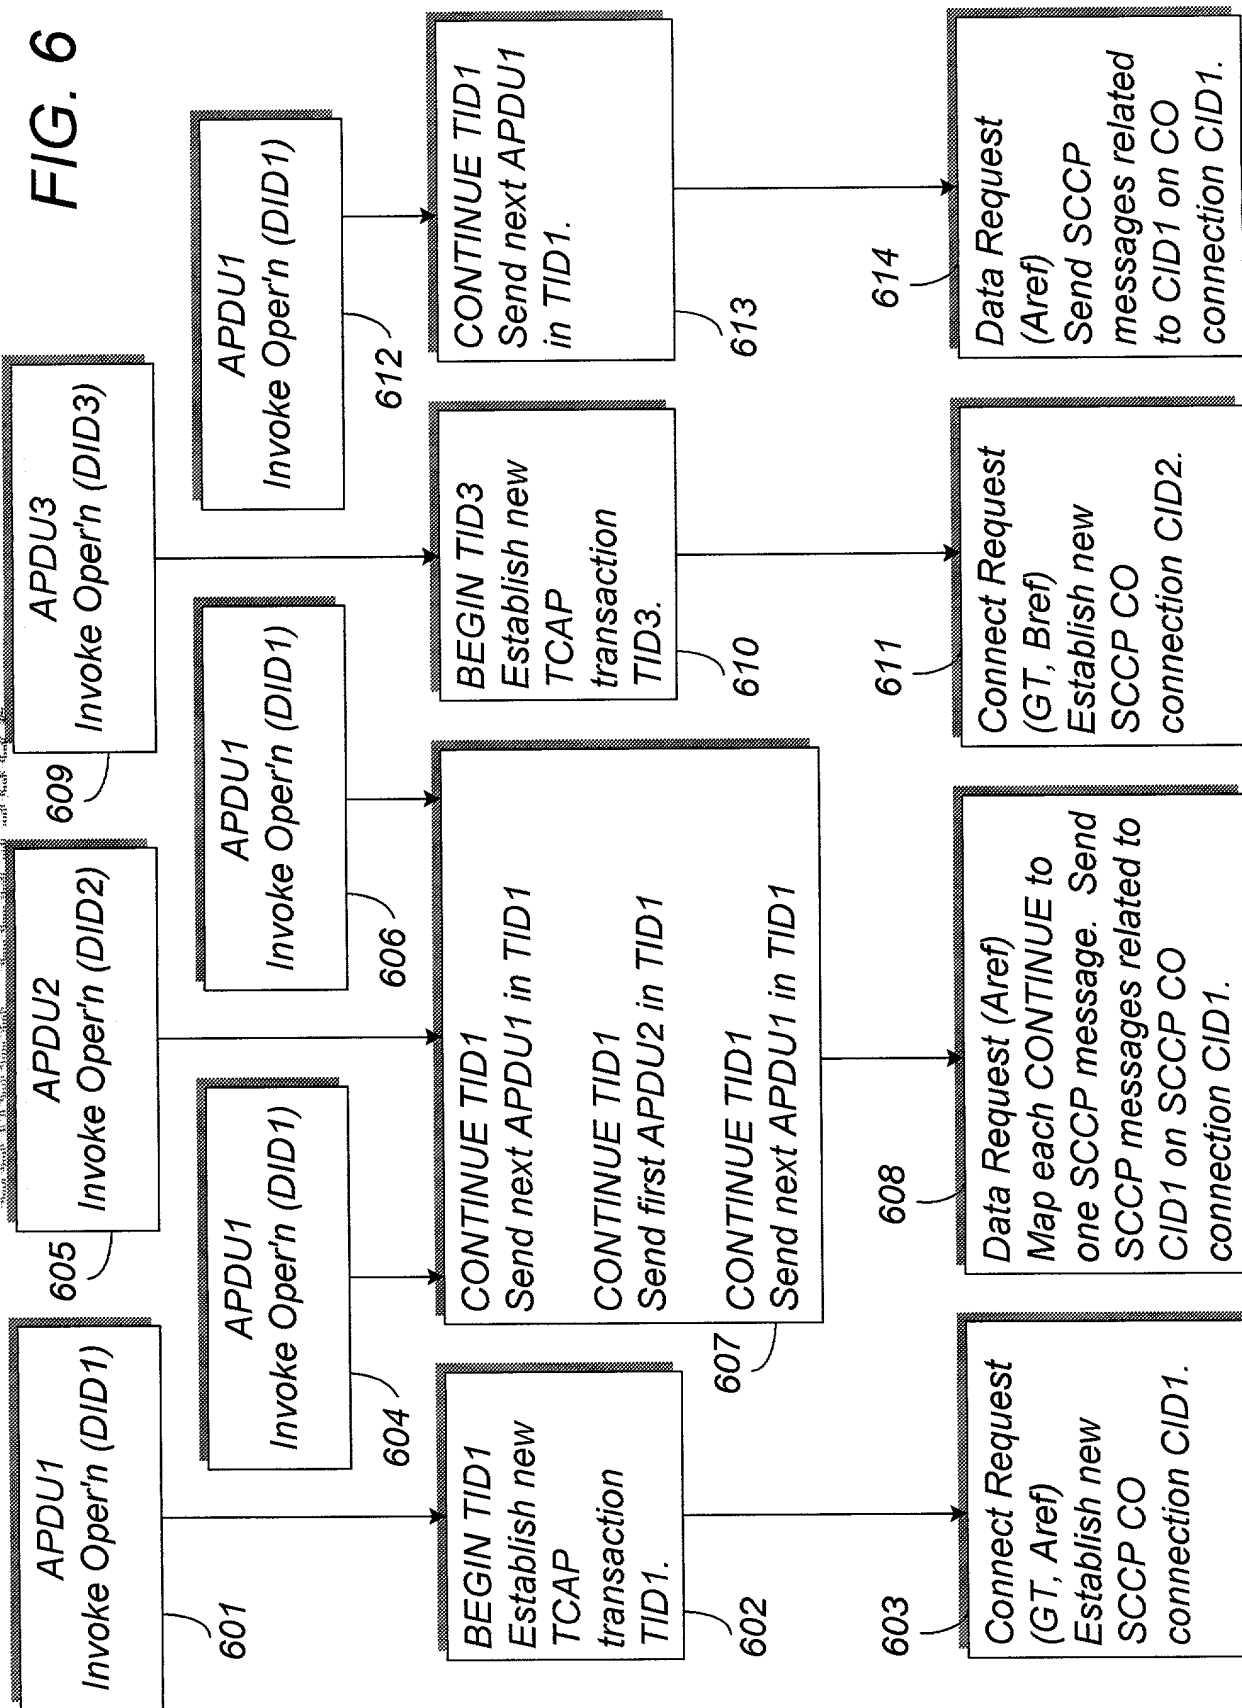 FIG. 6
APDU1
Invoke Oper'n (DID1)
601
BEGIN TID1
Establish new
TCAP
transaction
TID1.
602
Connect Request
(GT, Aref)
Establish new
SCCP CO
connection CID1.
603
APDU1
Invoke Oper'n (DID1)
604
APDU2
Invoke Oper'n (DID2)
605
APDU1
Invoke Oper'n (DID1)
606
CONTINUE TID1
Send next APDU1 in TID1
CONTINUE TID1
Send first APDU2 in TID1
CONTINUE TID1
Send next APDU1 in TID1
607
Data Request (Aref)
Map each CONTINUE to
one SCCP message. Send
SCCP messages related to
CID1 on SCCP CO
connection CID1.
608
APDU3
Invoke Oper'n (DID3)
609
BEGIN TID3
Establish new
TCAP
transaction
TID3.
610
Connect Request
(GT, Bref)
Establish new
SCCP CO
connection CID2.
611
APDU1
Invoke Oper'n (DID1)
612
CONTINUE TID1
Send next APDU1
in TID1.
613
Data Request
(Aref)
Send SCCP
messages related
to CID1 on CO
connection CID1.
614